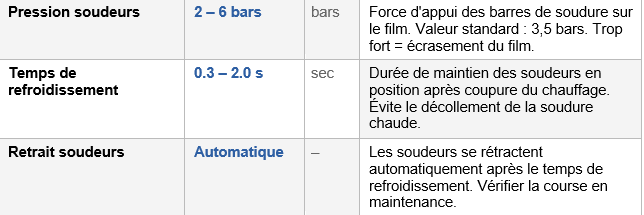 Pression soudeurs 2 – 6 bars bars Force d'appui des barres de soudure sur
le film. Valeur standard : 3,5 bars. Trop
fort = écrasement du film.
Temps de 0.3 – 2.0 s sec Durée de maintien des soudeurs en
refroidissement position après coupure du chauffage.
Évite le décollement de la soudure
chaude.
Retrait soudeurs Automatique – Les soudeurs se rétractent
automatiquement après le temps de
refroidissement. Vérifier la course en
maintenance.